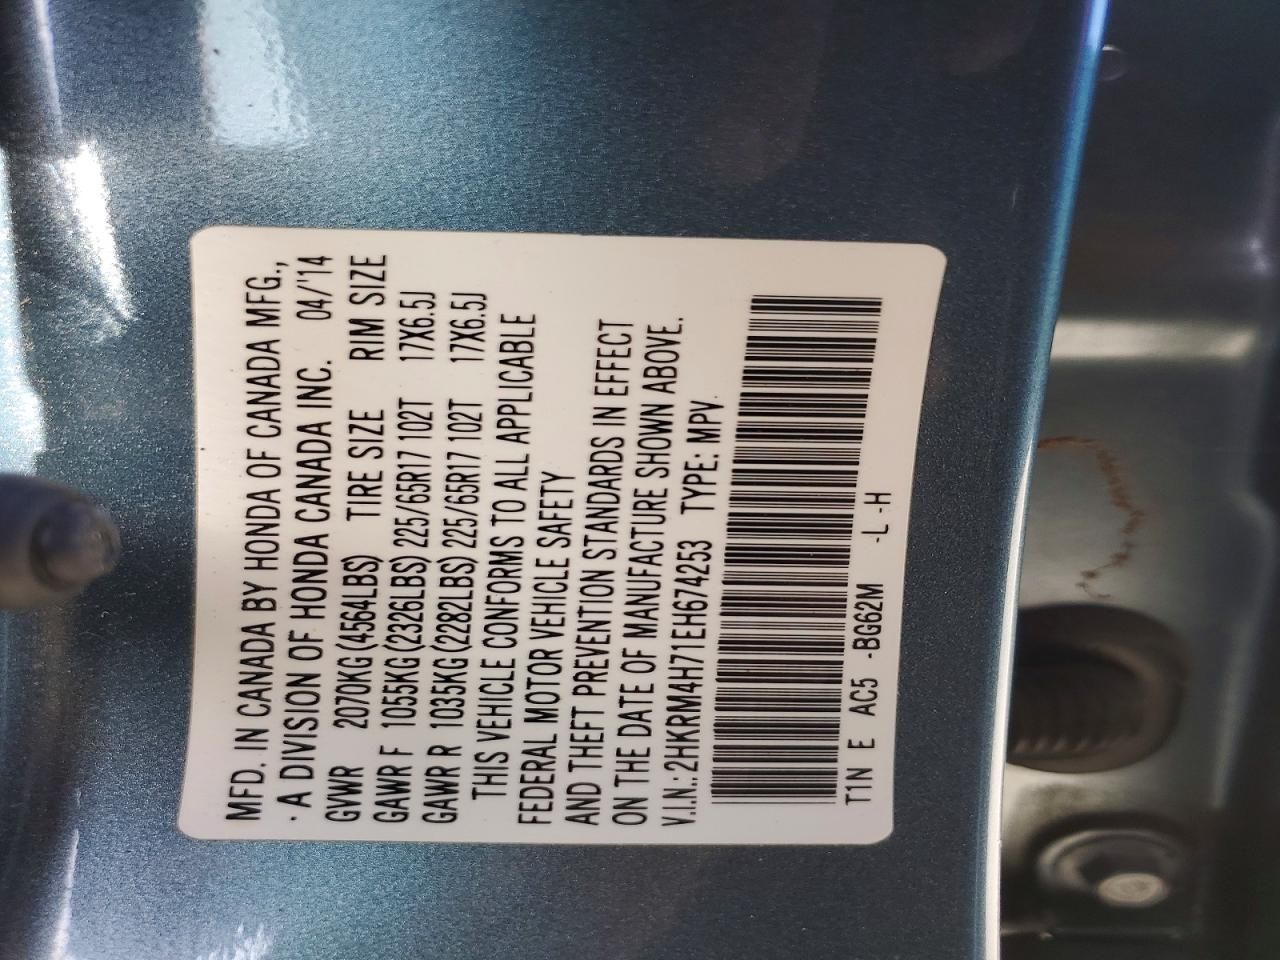 MFD. IN CANADA BY HONDA OF CANADA MFG.,
· A DIVISION OF HONDA CANADA INC. 04/'14
GVWR 2070KG(4564LBS) TIRE SIZE RIM SIZE
GAWR F 1055KG(2326LBS) 225/65R17 102T 17X6.5J
GAWR R 1035KG(2282LBS) 225/65R17 102T 17X6.5J
THIS VEHICLE CONFORMS TO ALL APPLICABLE
FEDERAL MOTOR VEHICLE SAFETY
AND THEFT PREVENTION STANDARDS IN EFFECT
ON THE DATE OF MANUFACTURE SHOWN ABOVE.
V.I.N.: 2HKRM4H71EH674253 TYPE: MPV
T1N E AC5 -BG62M -L -H